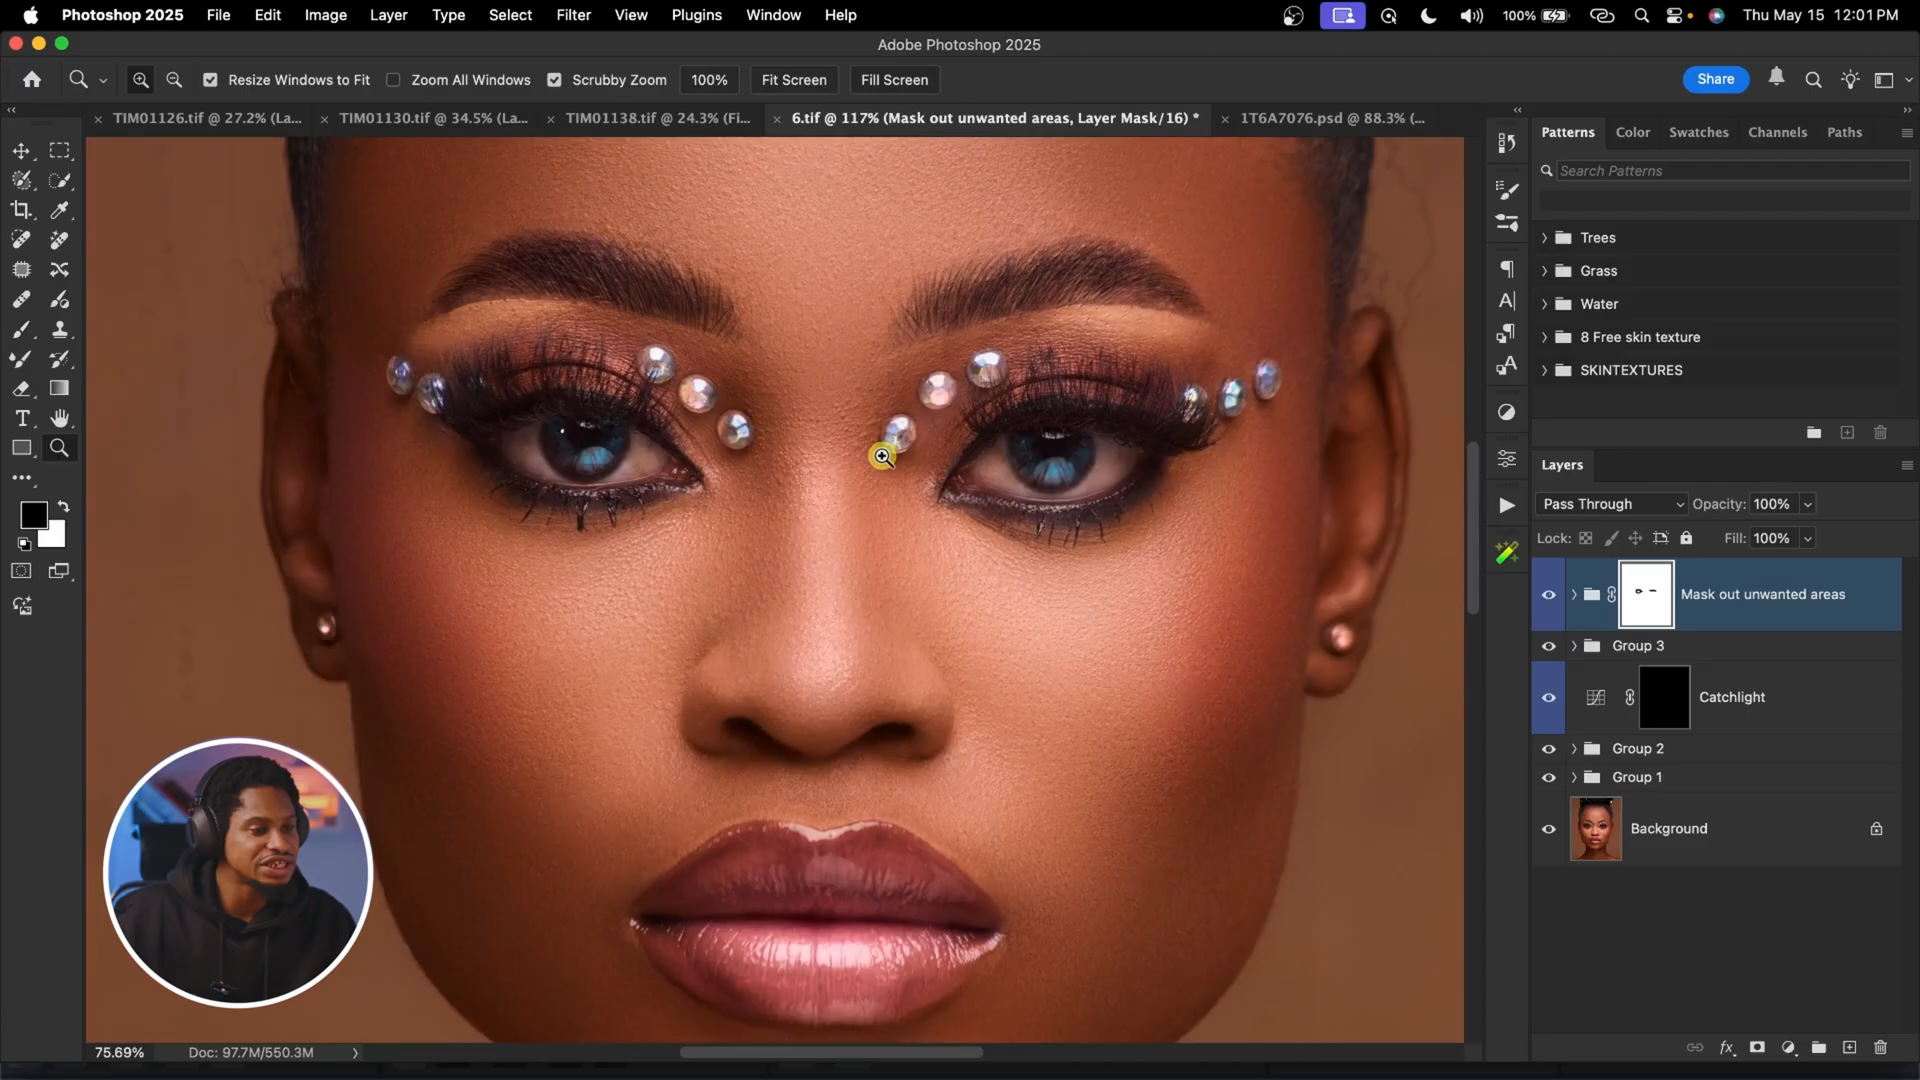 Photoshop 2025 File Edit Image Layer Type Select Filter View Plugins Window Help 100% Thu May 15 12:01 PM
Adobe Photoshop 2025
Resize Windows to Fit Zoom All Windows Scrubby Zoom 100% Fit Screen Fill Screen Share
TIM01126.tif @ 27.2% (La... TIM01130.tif @ 34.5% (La... TIM01138.tif @ 24.3% (Fi... 6.tif @ 117% (Mask out unwanted areas, Layer Mask/16) * 1T6A7076.psd @ 88.3% (...
Patterns Color Swatches Channels Paths
Search Patterns
Trees
Grass
Water
8 Free skin texture
SKINTEXTURES
Layers
Pass Through Opacity: 100%
Lock: Fill: 100%
Mask out unwanted areas
Group 3
Catchlight
Group 2
Group 1
Background
75.69% Doc: 97.7M/550.3M
fx